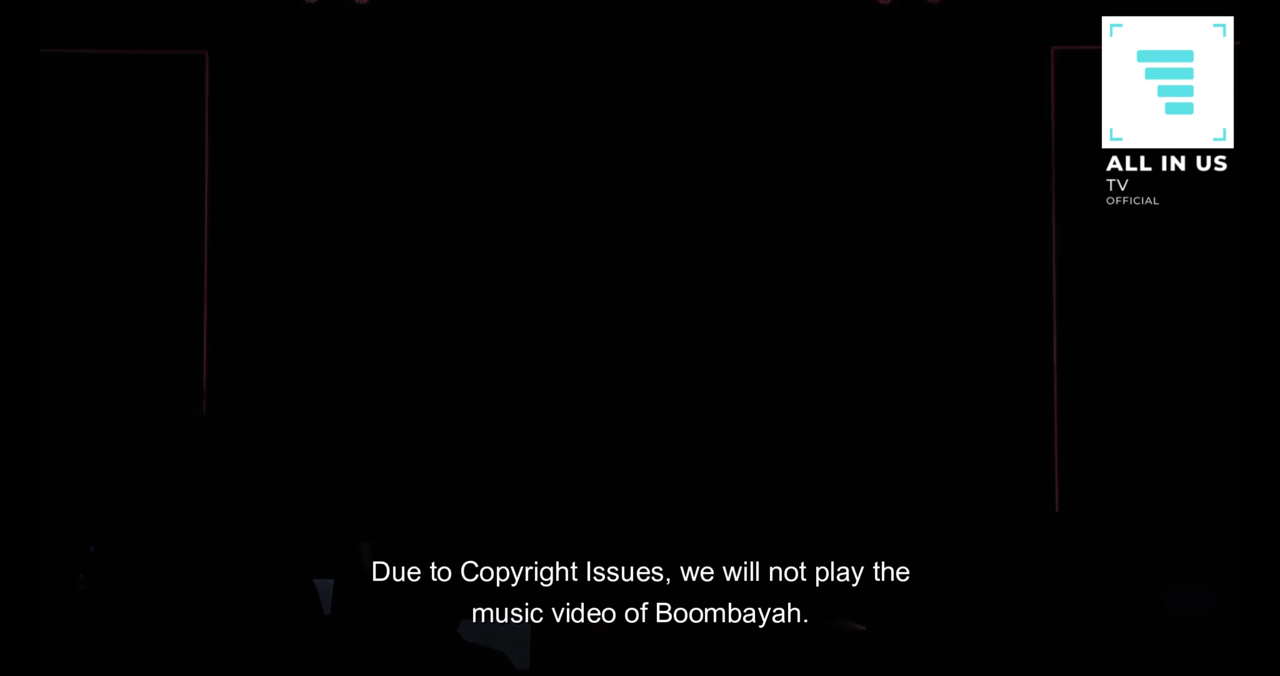 ALL IN US
TV
OFFICIAL
Due to Copyright Issues, we will not play the
music video of Boombayah.